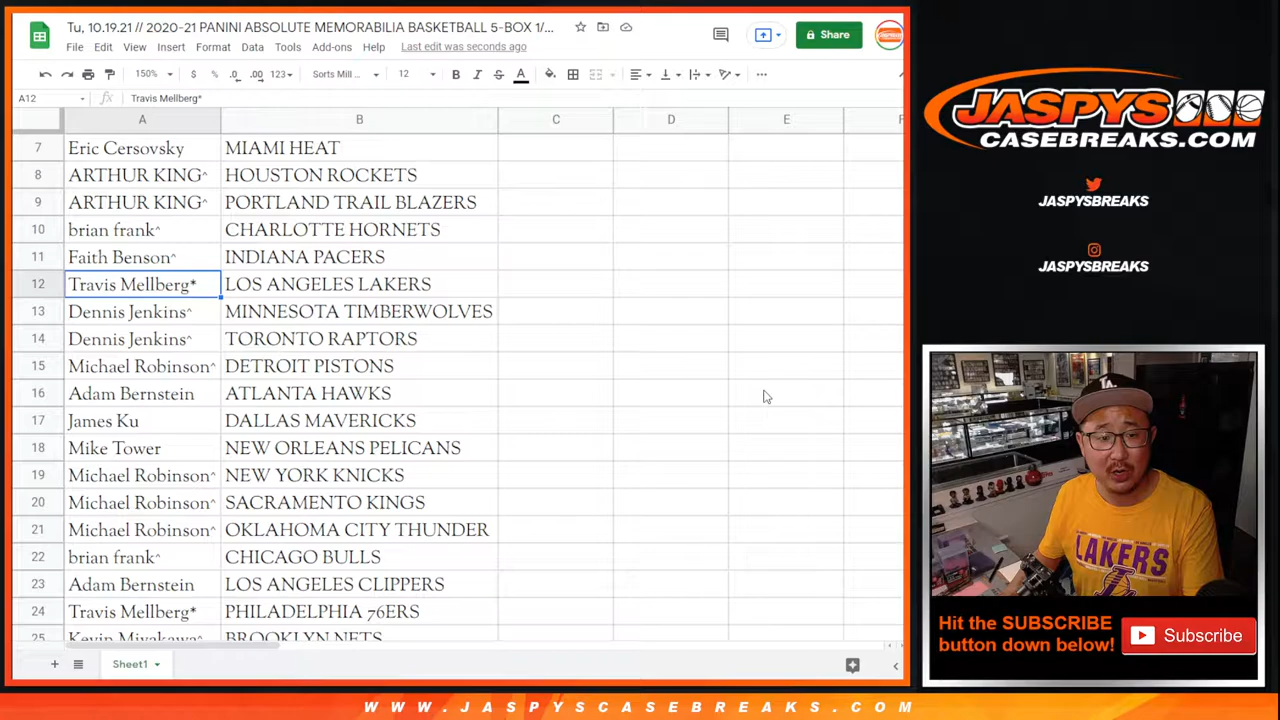 Tu, 10.19.21 // 2020-21 PANINI ABSOLUTE MEMORABILIA BASKETBALL 5-BOX 1/...
File Edit View Insert Format Data Tools Add-ons Help Last edit was seconds ago
Share
150% $ % .0 .00 123 Sorts Mill ... 12 B I S A
A12 fx Travis Mellberg*
A B C D E F
7 Eric Cersovsky MIAMI HEAT
8 ARTHUR KING^ HOUSTON ROCKETS
9 ARTHUR KING^ PORTLAND TRAIL BLAZERS
10 brian frank^ CHARLOTTE HORNETS
11 Faith Benson^ INDIANA PACERS
12 Travis Mellberg* LOS ANGELES LAKERS
13 Dennis Jenkins^ MINNESOTA TIMBERWOLVES
14 Dennis Jenkins^ TORONTO RAPTORS
15 Michael Robinson^ DETROIT PISTONS
16 Adam Bernstein ATLANTA HAWKS
17 James Ku DALLAS MAVERICKS
18 Mike Tower NEW ORLEANS PELICANS
19 Michael Robinson^ NEW YORK KNICKS
20 Michael Robinson^ SACRAMENTO KINGS
21 Michael Robinson^ OKLAHOMA CITY THUNDER
22 brian frank^ CHICAGO BULLS
23 Adam Bernstein LOS ANGELES CLIPPERS
24 Travis Mellberg* PHILADELPHIA 76ERS
25 Kevin Miyakawa^ BROOKLYN NETS
Sheet1
JASPYS
CASEBREAKS.COM
JASPYSBREAKS
JASPYSBREAKS
LAKERS
Hit the SUBSCRIBE
button down below!
Subscribe
WWW.JASPYSCASEBREAKS.COM